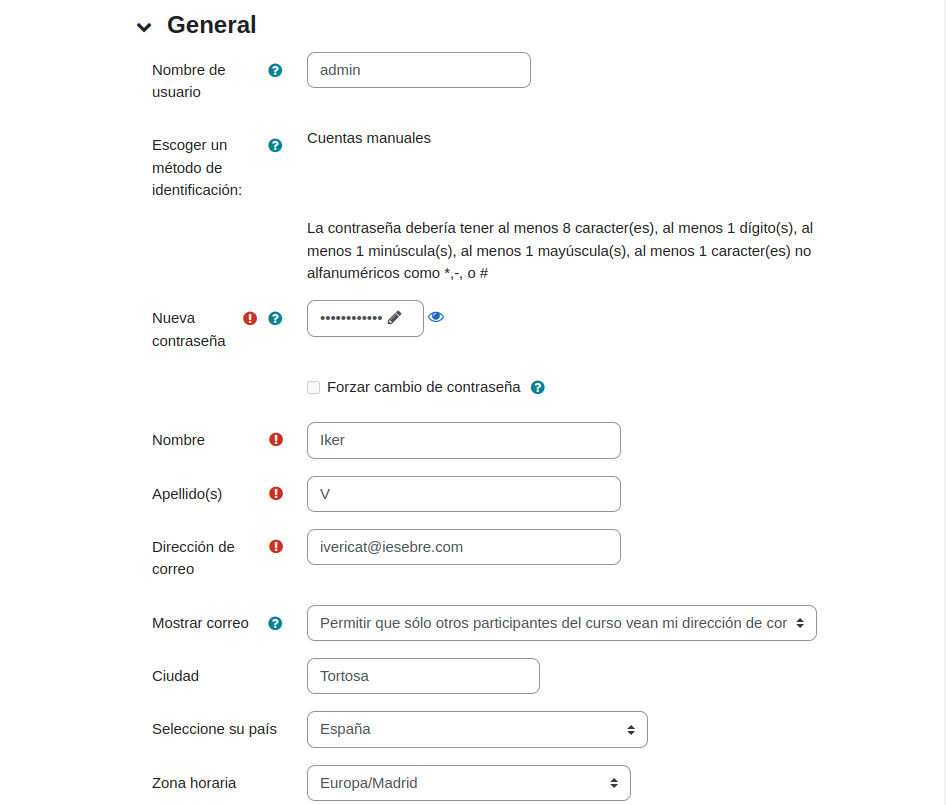 General
Nombre de
usuario
admin
Escoger un
método de
identificación:
Cuentas manuales
La contraseña debería tener al menos 8 caracter(es), al menos 1 dígito(s), al
menos 1 minúscula(s), al menos 1 mayúscula(s), al menos 1 caracter(es) no
alfanuméricos como *,-, o #
Nueva
contraseña
••••••••••••
Forzar cambio de contraseña
Nombre
Iker
Apellido(s)
V
Dirección de
correo
ivericat@iesebre.com
Mostrar correo
Permitir que sólo otros participantes del curso vean mi dirección de cor
Ciudad
Tortosa
Seleccione su país
España
Zona horaria
Europa/Madrid